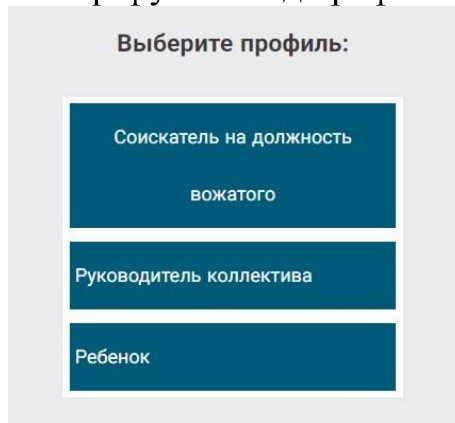 Выберите профиль:
Соискатель на должность
вожатого
Руководитель коллектива
Ребенок